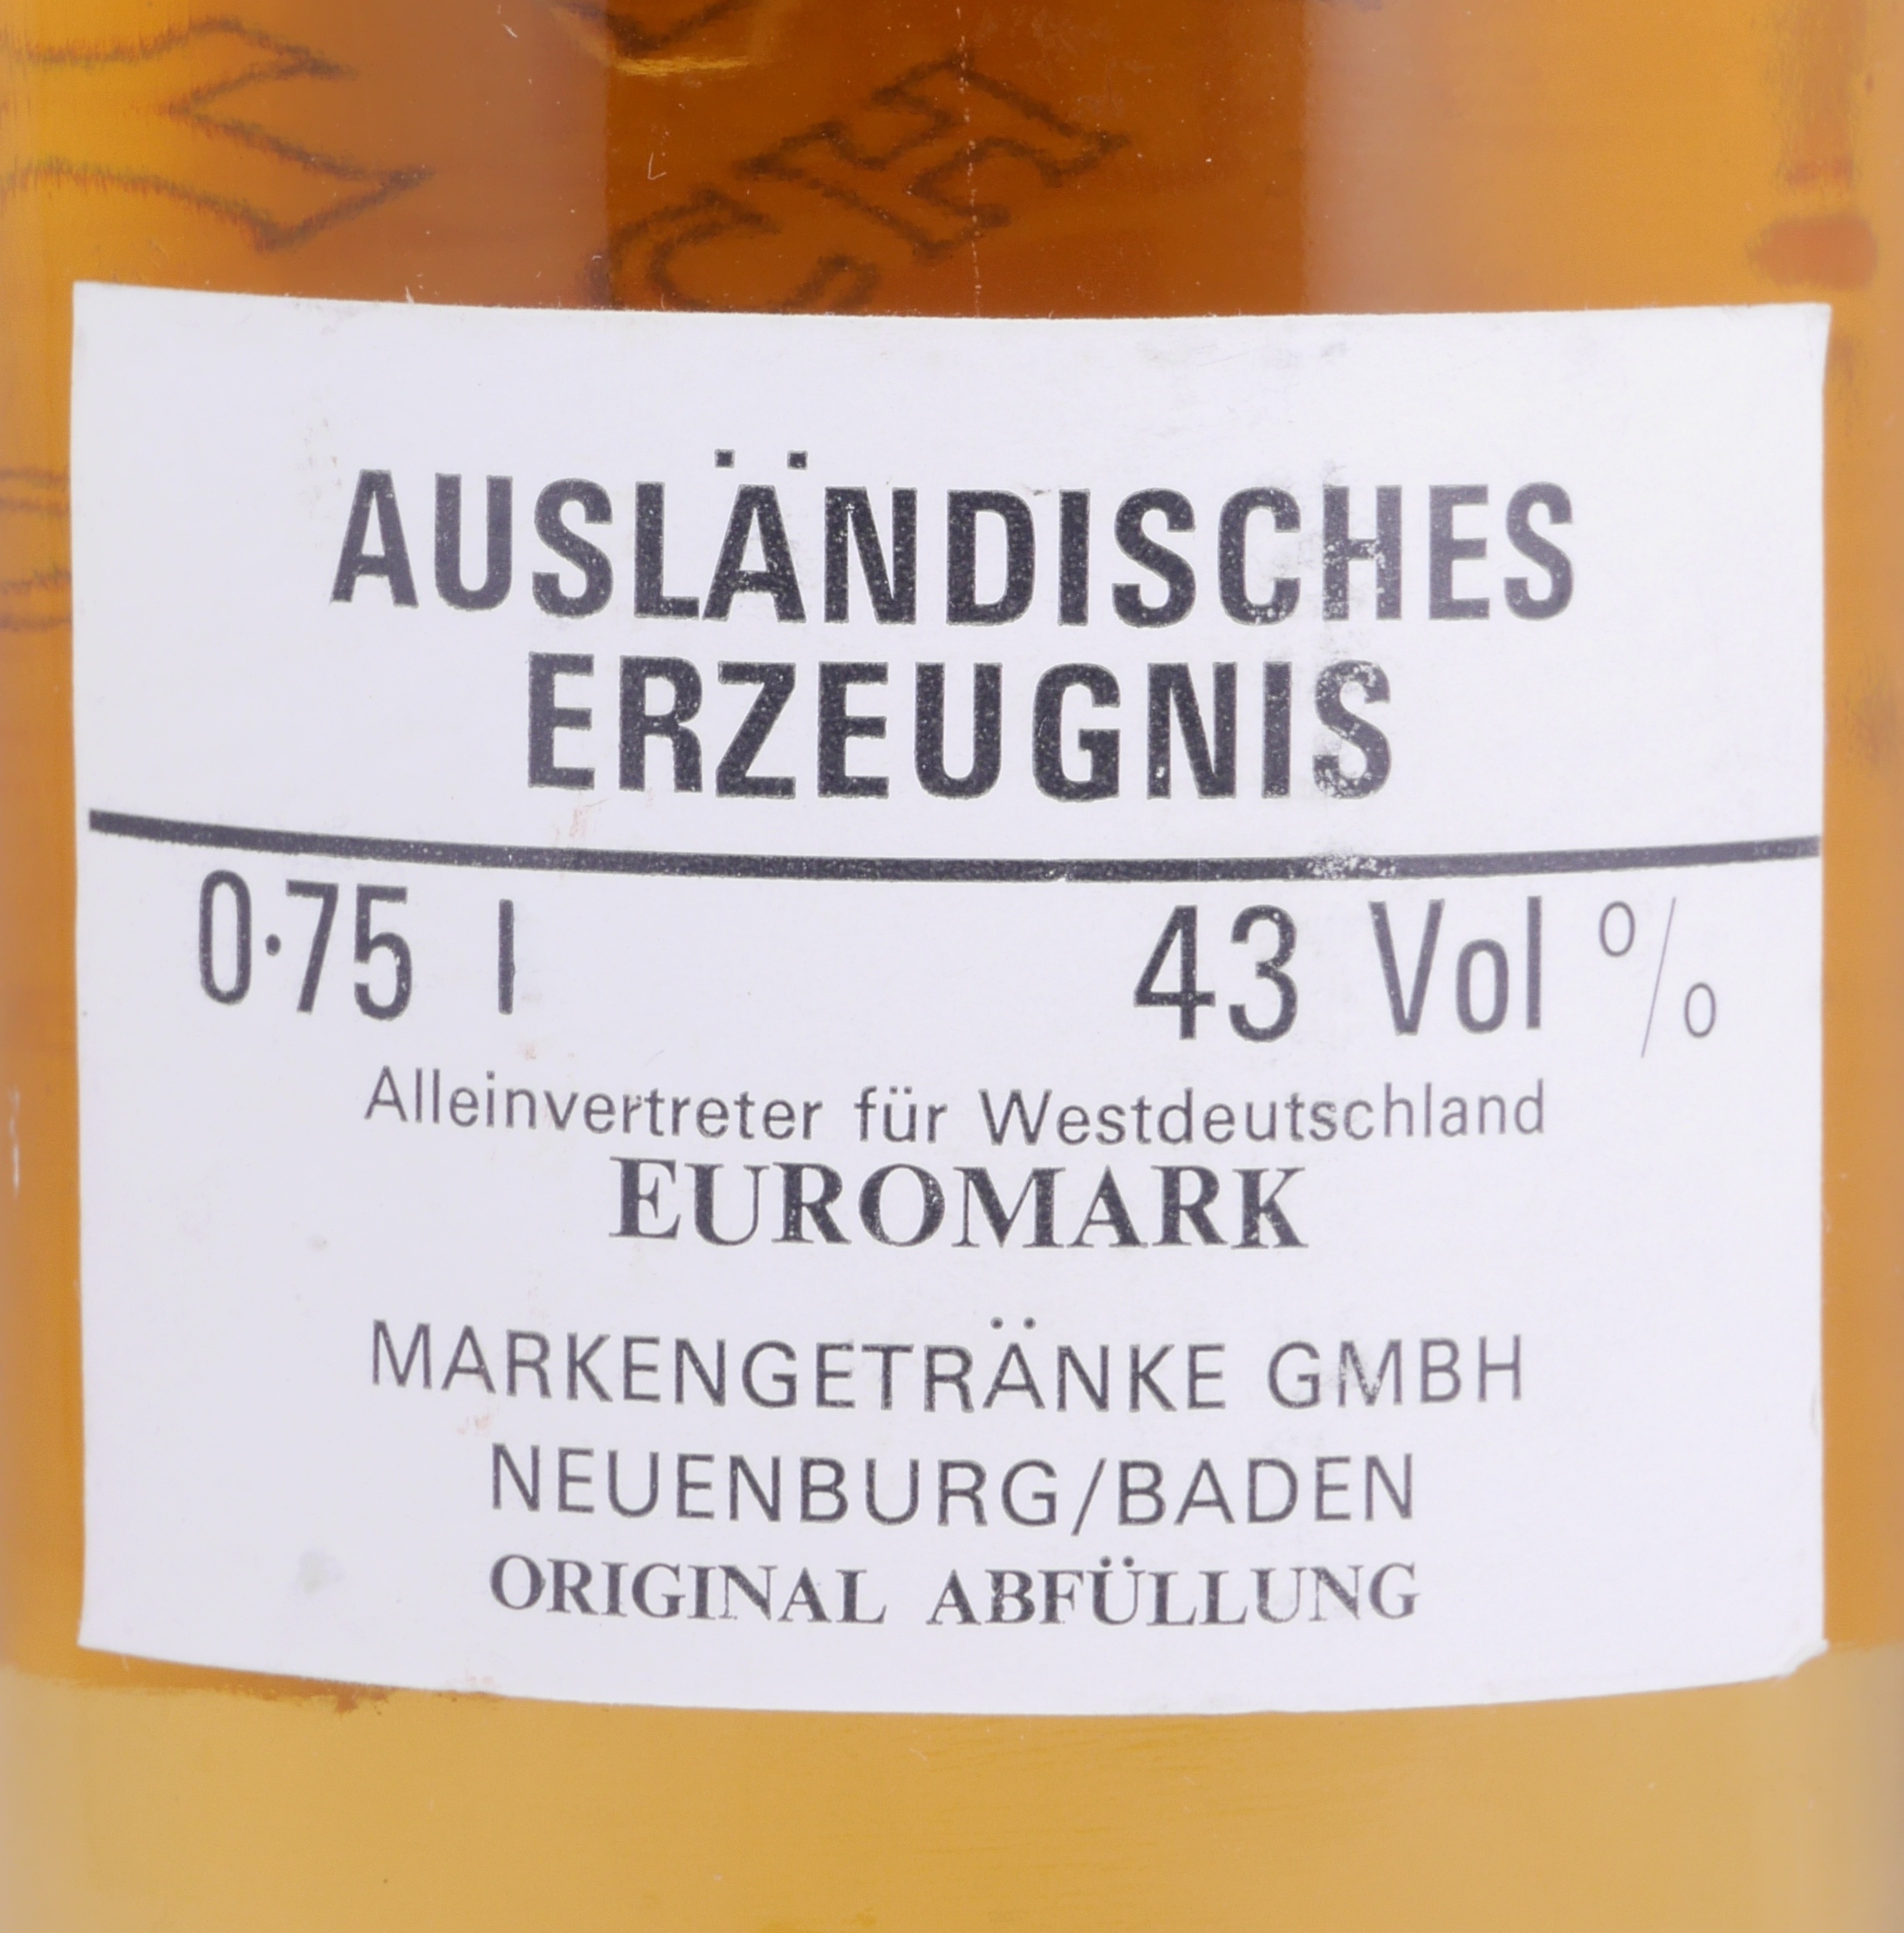 AUSLÄNDISCHES
ERZEUGNIS
0·75 l 43 Vol %
Alleinvertreter für Westdeutschland
EUROMARK
MARKENGETRÄNKE GMBH
NEUENBURG/BADEN
ORIGINAL ABFÜLLUNG